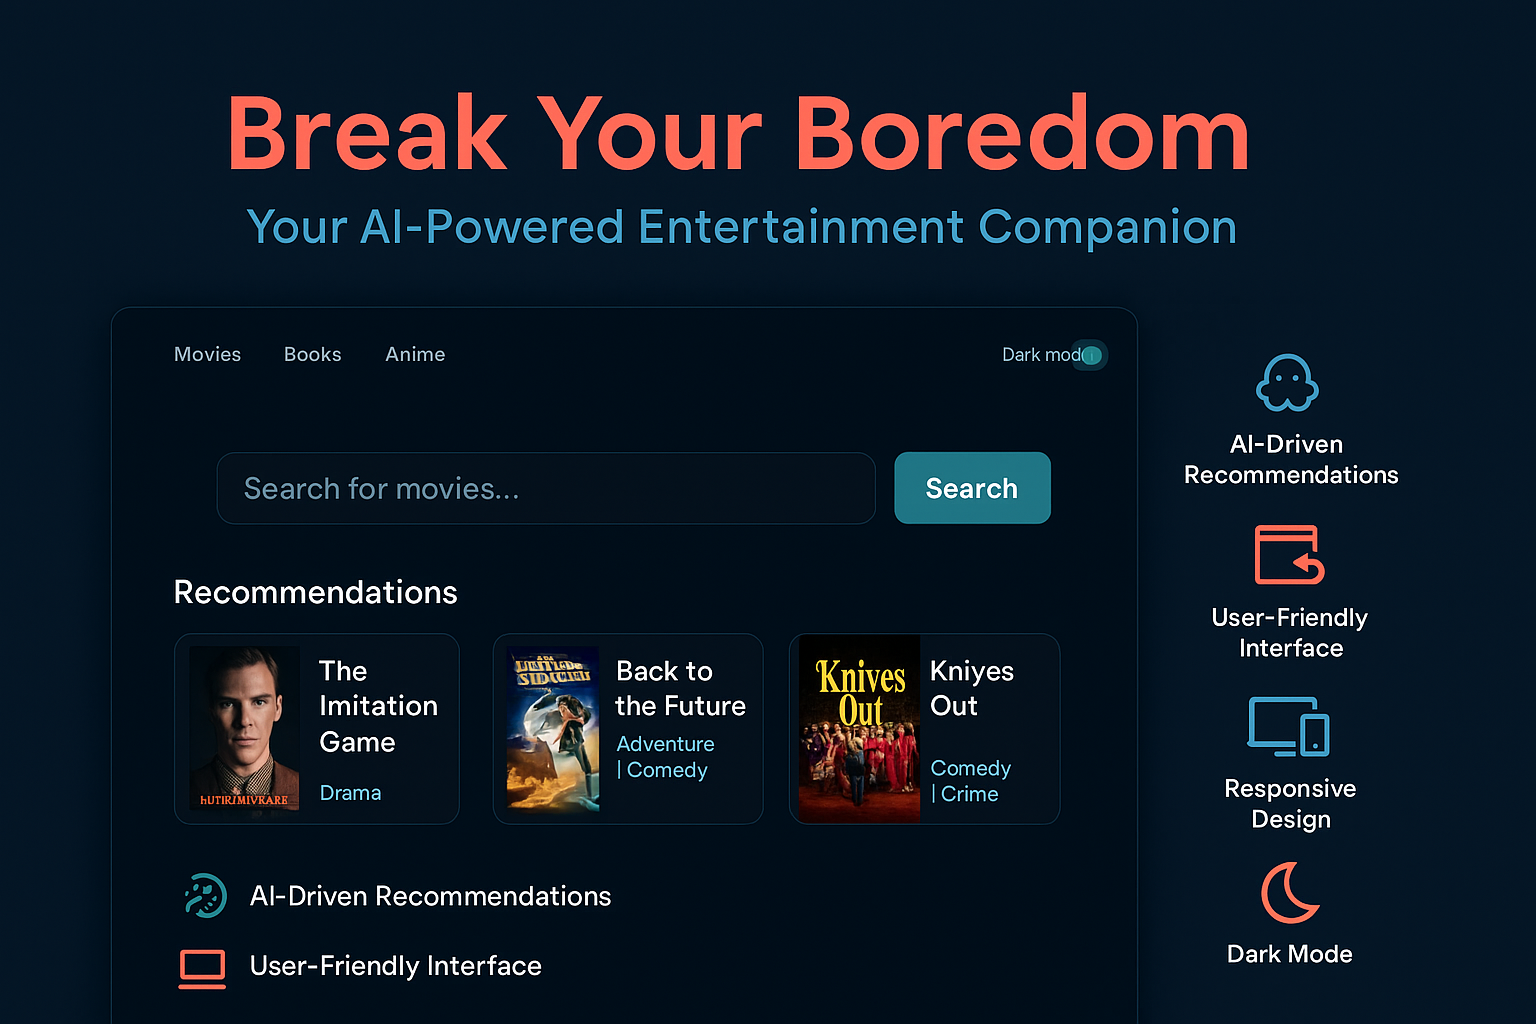 Break Your Boredom
Your AI-Powered Entertainment Companion
Movies Books Anime
Dark mod
Search for movies...
Search
Recommendations
The
Imitation
Game
Drama
hUTIRIMIVKARE
Back to
the Future
Adventure
| Comedy
Knives
Out
Kniyes
Out
Comedy
| Crime
AI-Driven Recommendations
User-Friendly Interface
AI-Driven
Recommendations
User-Friendly
Interface
Responsive
Design
Dark Mode